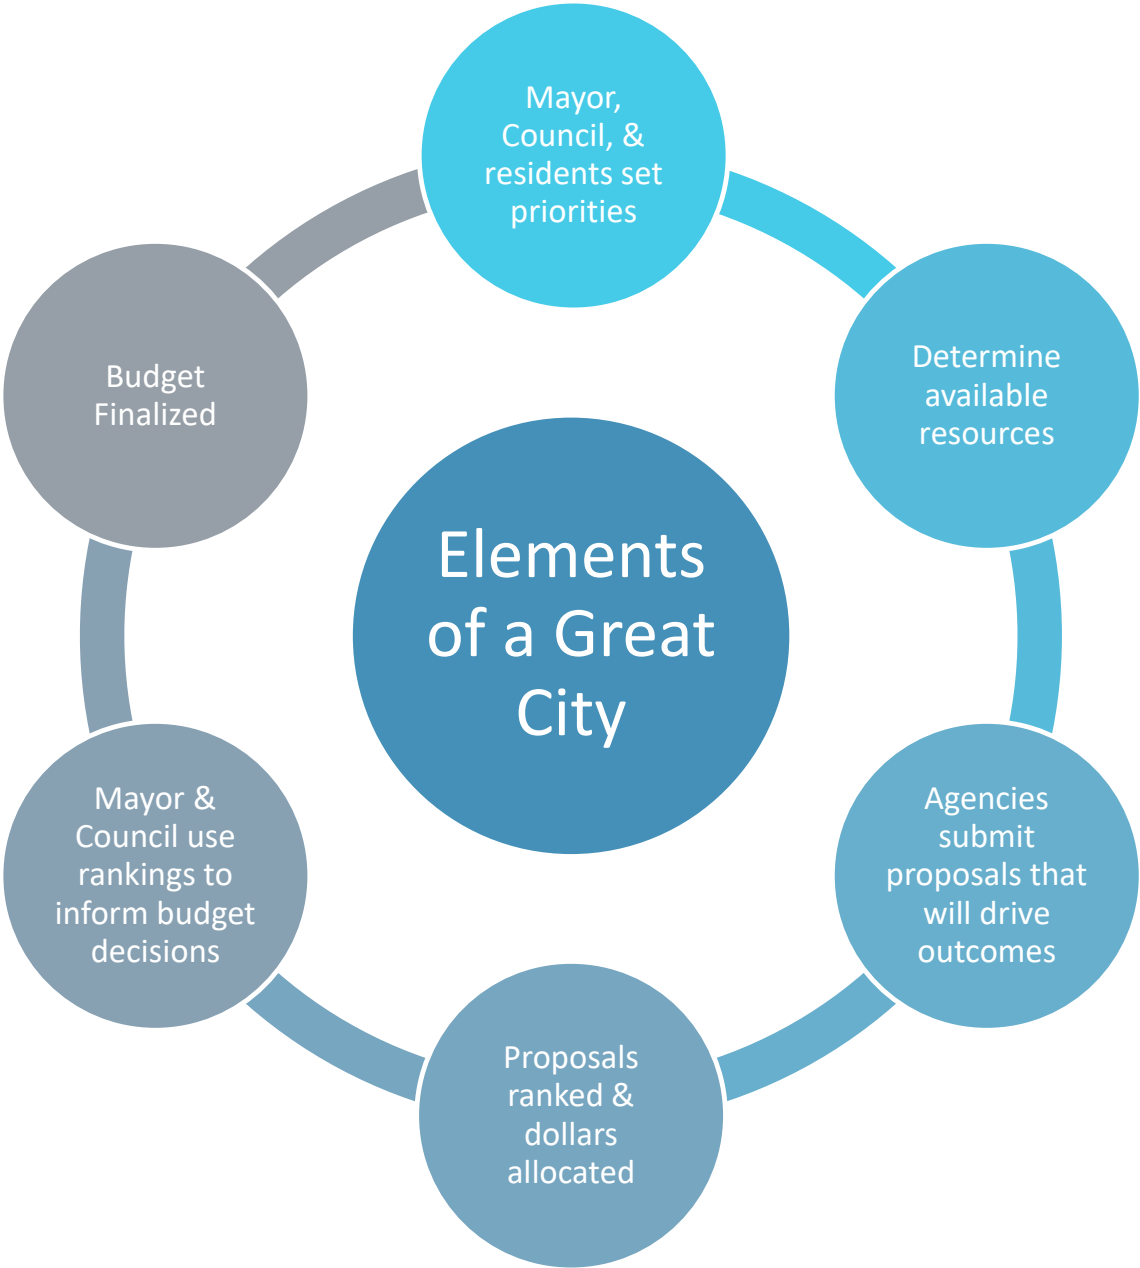 Mayor,
Council, &
residents set
priorities
Determine
available
resources
Agencies
submit
proposals that
will drive
outcomes
Proposals
ranked &
dollars
allocated
Mayor &
Council use
rankings to
inform budget
decisions
Budget
Finalized
Elements
of a Great
City